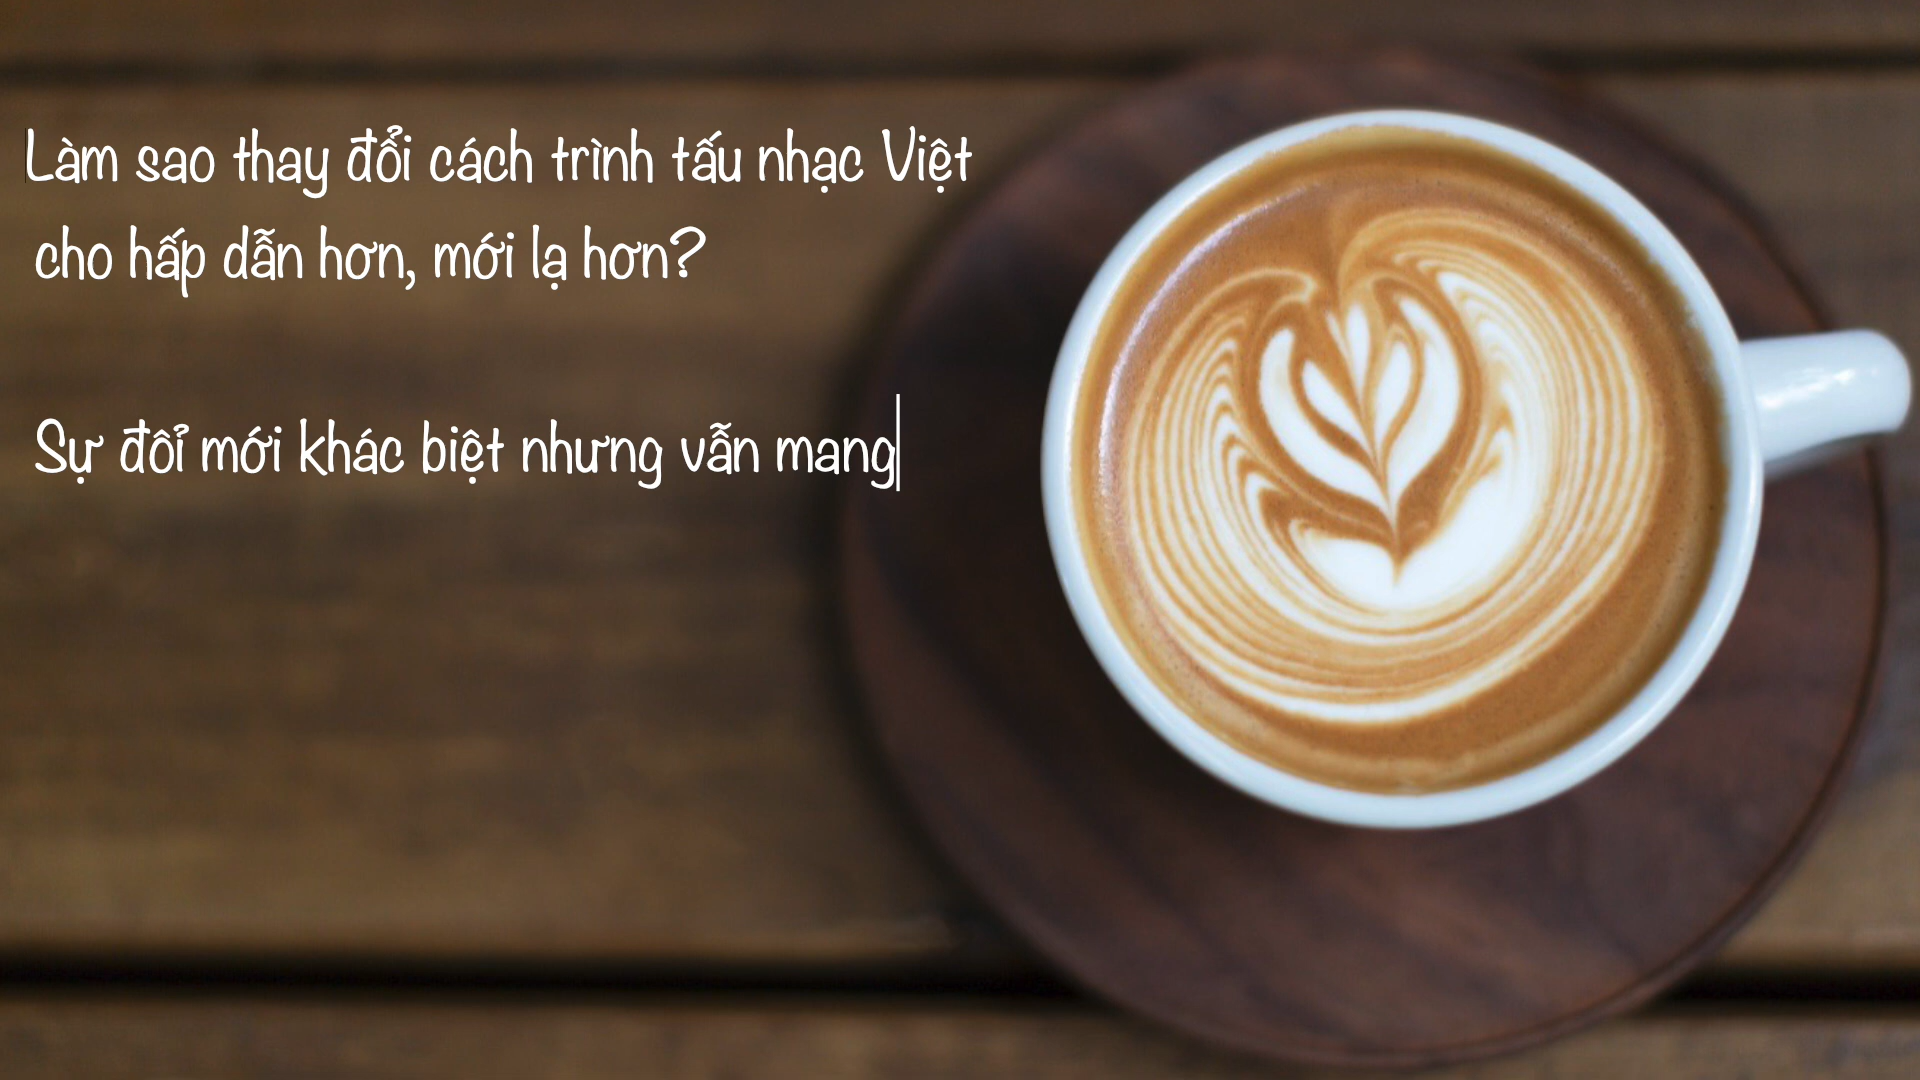 Làm sao thay đổi cách trình tấu nhạc Việt
cho hấp dẫn hơn, mới lạ hơn?
Sự đổi mới khác biệt nhưng vẫn mang